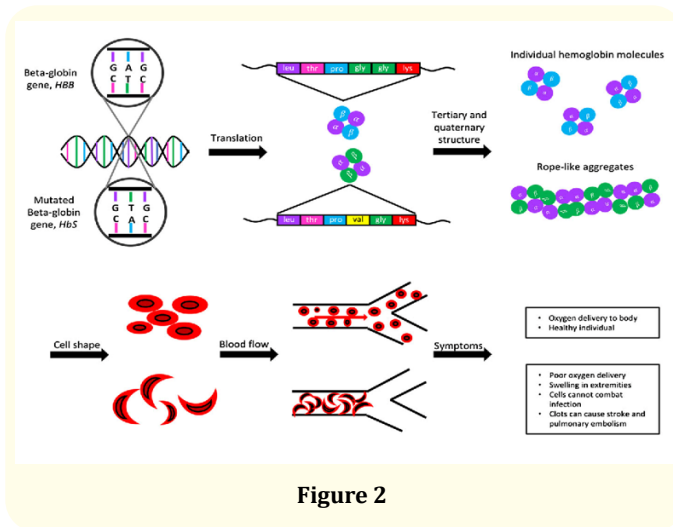 Beta-globin
gene, HBB
G A G
C T C
Mutated
Beta-globin
gene, HbS
G T G
C A C
Translation
leu thr pro gly gly lys
α β
β α
leu thr pro val gly lys
Tertiary and
quaternary
structure
Individual hemoglobin molecules
Rope-like aggregates
Cell shape
Blood flow
Symptoms
• Oxygen delivery to body
• Healthy individual
• Poor oxygen delivery
• Swelling in extremities
• Cells cannot combat
infection
• Clots can cause stroke and
pulmonary embolism
Figure 2